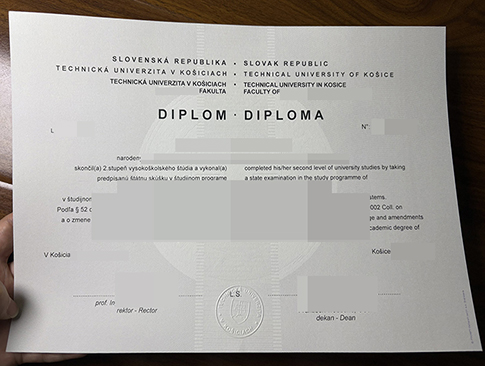 SLOVENSKÁ REPUBLIKA • SLOVAK REPUBLIC
TECHNICKÁ UNIVERZITA V KOŠICIACH • TECHNICAL UNIVERSITY OF KOŠICE
TECHNICKÁ UNIVERZITA V KOŠICIACH • TECHNICAL UNIVERSITY IN KOSICE
FAKULTA FACULTY OF
DIPLOM · DIPLOMA
L N°:
naroden
skončil(a) 2.stupeň vysokoškolského štúdia a vykonal(a) completed his/her second level of university studies by taking
predpísanú štátnu skúšku v študijnom programe a state examination in the study programme of
v študijnom stems.
Podľa § 52 2002 Coll. on
a o zmene ge and amendments
academic degree of
V Košicia Košice
L.S.
prof. In
rektor - Rector
dekan - Dean